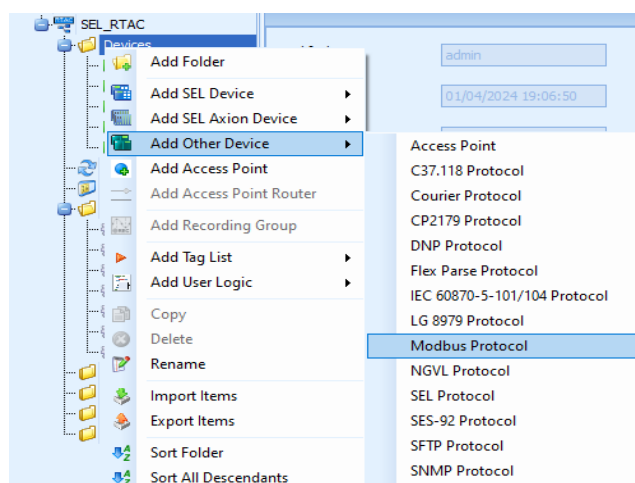 SEL_RTAC
Devices
admin
01/04/2024 19:06:50
Add Folder
Add SEL Device
Add SEL Axion Device
Add Other Device
Add Access Point
Add Access Point Router
Add Recording Group
Add Tag List
Add User Logic
Copy
Delete
Rename
Import Items
Export Items
Sort Folder
Sort All Descendants
Access Point
C37.118 Protocol
Courier Protocol
CP2179 Protocol
DNP Protocol
Flex Parse Protocol
IEC 60870-5-101/104 Protocol
LG 8979 Protocol
Modbus Protocol
NGVL Protocol
SEL Protocol
SES-92 Protocol
SFTP Protocol
SNMP Protocol